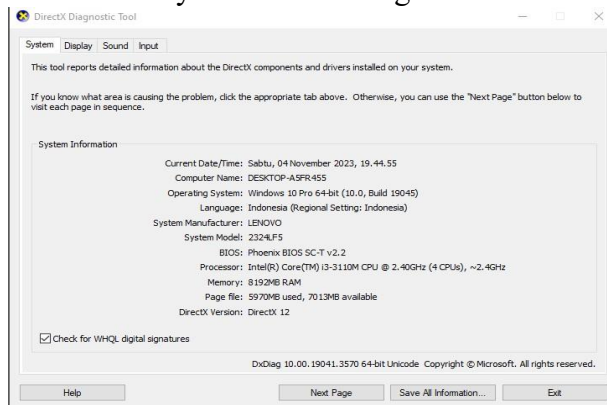 DirectX Diagnostic Tool
System Display Sound Input
This tool reports detailed information about the DirectX components and drivers installed on your system.
If you know what area is causing the problem, click the appropriate tab above. Otherwise, you can use the "Next Page" button below to
visit each page in sequence.
System Information
Current Date/Time: Sabtu, 04 November 2023, 19.44.55
Computer Name: DESKTOP-A5FR455
Operating System: Windows 10 Pro 64-bit (10.0, Build 19045)
Language: Indonesia (Regional Setting: Indonesia)
System Manufacturer: LENOVO
System Model: 2324LF5
BIOS: Phoenix BIOS SC-T v2.2
Processor: Intel(R) Core(TM) i3-3110M CPU @ 2.40GHz (4 CPUs), ~2.4GHz
Memory: 8192MB RAM
Page file: 5970MB used, 7013MB available
DirectX Version: DirectX 12
Check for WHQL digital signatures
DxDiag 10.00.19041.3570 64-bit Unicode Copyright © Microsoft. All rights reserved.
Help Next Page Save All Information... Exit